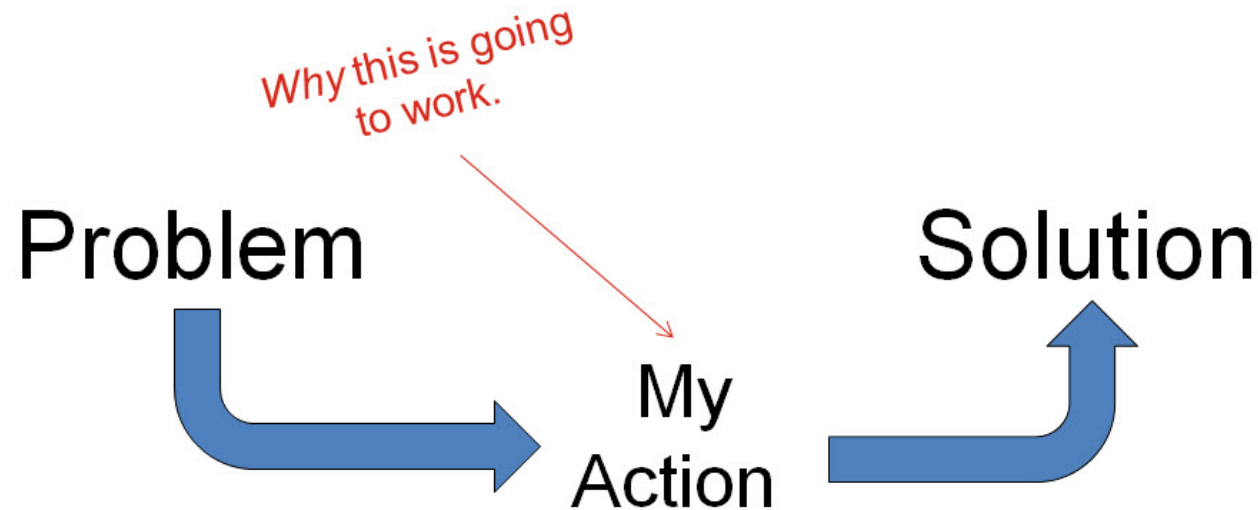 Why this is going
to work.
Problem
Solution
My
Action